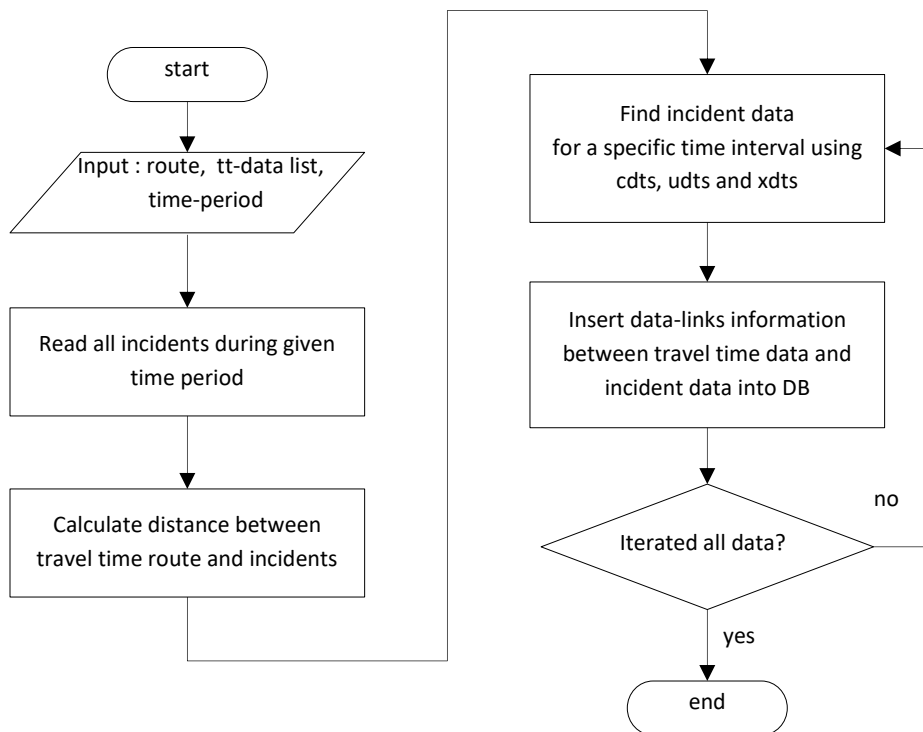 start
Input : route, tt-data list,
time-period
Read all incidents during given
time period
Calculate distance between
travel time route and incidents
Find incident data
for a specific time interval using
cdts, udts and xdts
Insert data-links information
between travel time data and
incident data into DB
Iterated all data?
no
yes
end